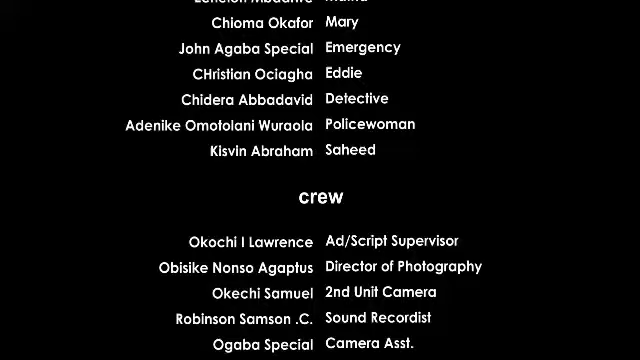 Chioma Okafor Mary
John Agaba Special Emergency
CHristian Ociagha Eddie
Chidera Abbadavid Detective
Adenike Omotolani Wuraola Policewoman
Kisvin Abraham Saheed
crew
Okochi I Lawrence Ad/Script Supervisor
Obisike Nonso Agaptus Director of Photography
Okechi Samuel 2nd Unit Camera
Robinson Samson .C. Sound Recordist
Ogaba Special Camera Asst.